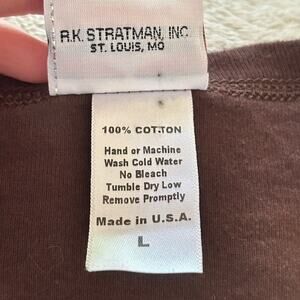 R.K. STRATMAN, INC.
ST. LOUIS, MO
100% COTTON
Hand or Machine
Wash Cold Water
No Bleach
Tumble Dry Low
Remove Promptly
Made in U.S.A.
L